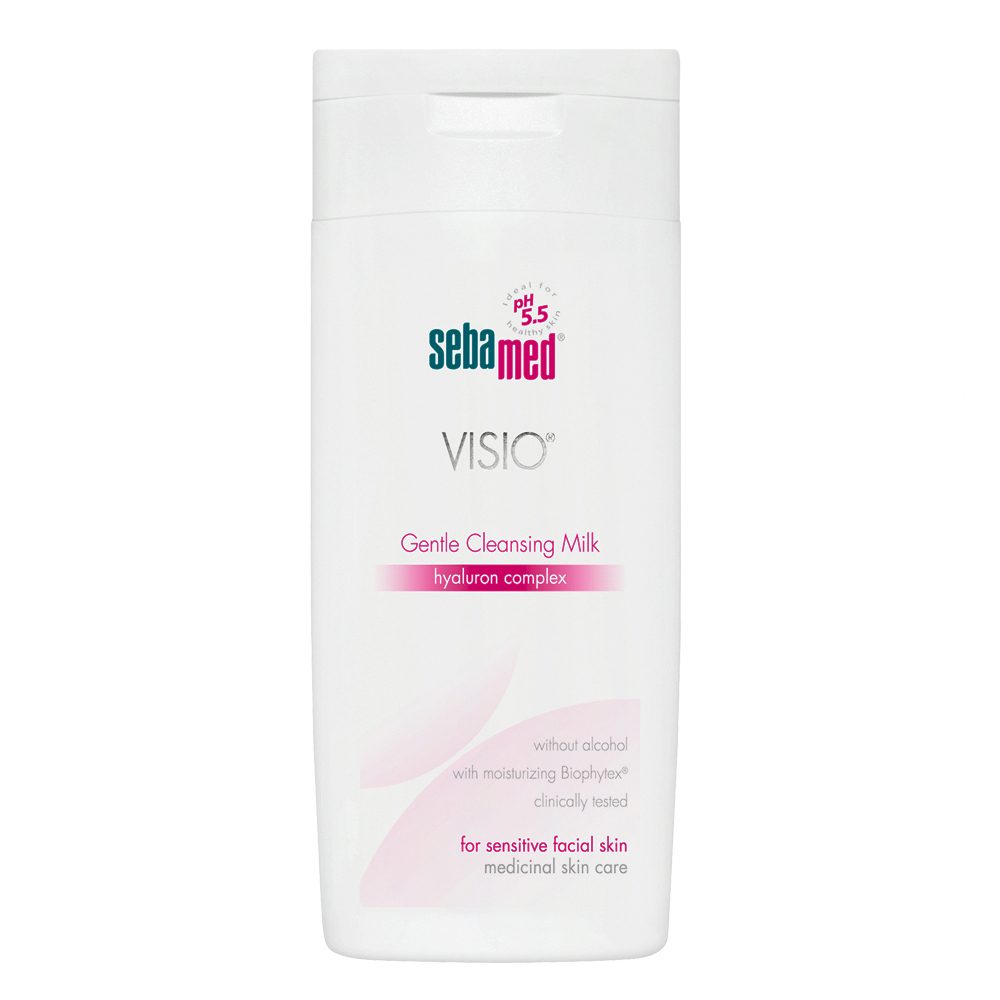 Ideal for
pH
5.5
healthy skin
sebamed®
VISIO®
Gentle Cleansing Milk
hyaluron complex
without alcohol
with moisturizing Biophytex®
clinically tested
for sensitive facial skin
medicinal skin care